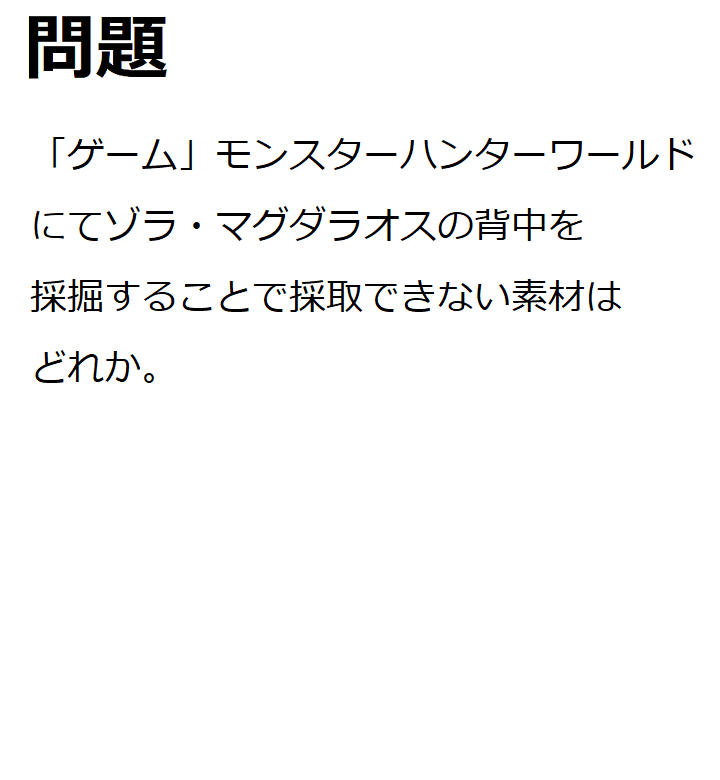 問題
「ゲーム」モンスターハンターワールド
にてゾラ・マグダラオスの背中を
採掘することで採取できない素材は
どれか。